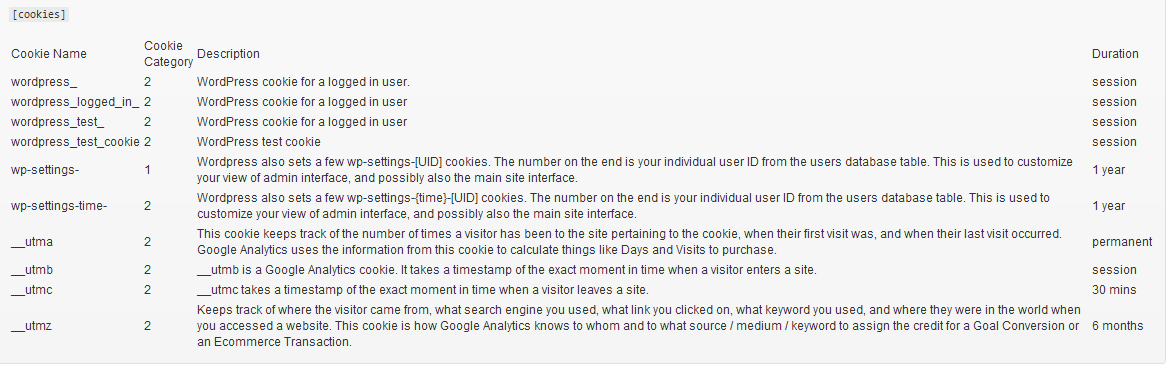 [cookies]
Cookie Name Cookie Category Description Duration
wordpress_ 2 WordPress cookie for a logged in user. session
wordpress_logged_in_ 2 WordPress cookie for a logged in user session
wordpress_test_ 2 WordPress cookie for a logged in user session
wordpress_test_cookie 2 WordPress test cookie session
wp-settings- 1 Wordpress also sets a few wp-settings-[UID] cookies. The number on the end is your individual user ID from the users database table. This is used to customize
your view of admin interface, and possibly also the main site interface. 1 year
wp-settings-time- 2 Wordpress also sets a few wp-settings-{time}-[UID] cookies. The number on the end is your individual user ID from the users database table. This is used to
customize your view of admin interface, and possibly also the main site interface. 1 year
__utma 2 This cookie keeps track of the number of times a visitor has been to the site pertaining to the cookie, when their first visit was, and when their last visit occurred.
Google Analytics uses the information from this cookie to calculate things like Days and Visits to purchase. permanent
__utmb 2 __utmb is a Google Analytics cookie. It takes a timestamp of the exact moment in time when a visitor enters a site. session
__utmc 2 __utmc takes a timestamp of the exact moment in time when a visitor leaves a site. 30 mins
__utmz 2 Keeps track of where the visitor came from, what search engine you used, what link you clicked on, what keyword you used, and where they were in the world when
you accessed a website. This cookie is how Google Analytics knows to whom and to what source / medium / keyword to assign the credit for a Goal Conversion or
an Ecommerce Transaction. 6 months